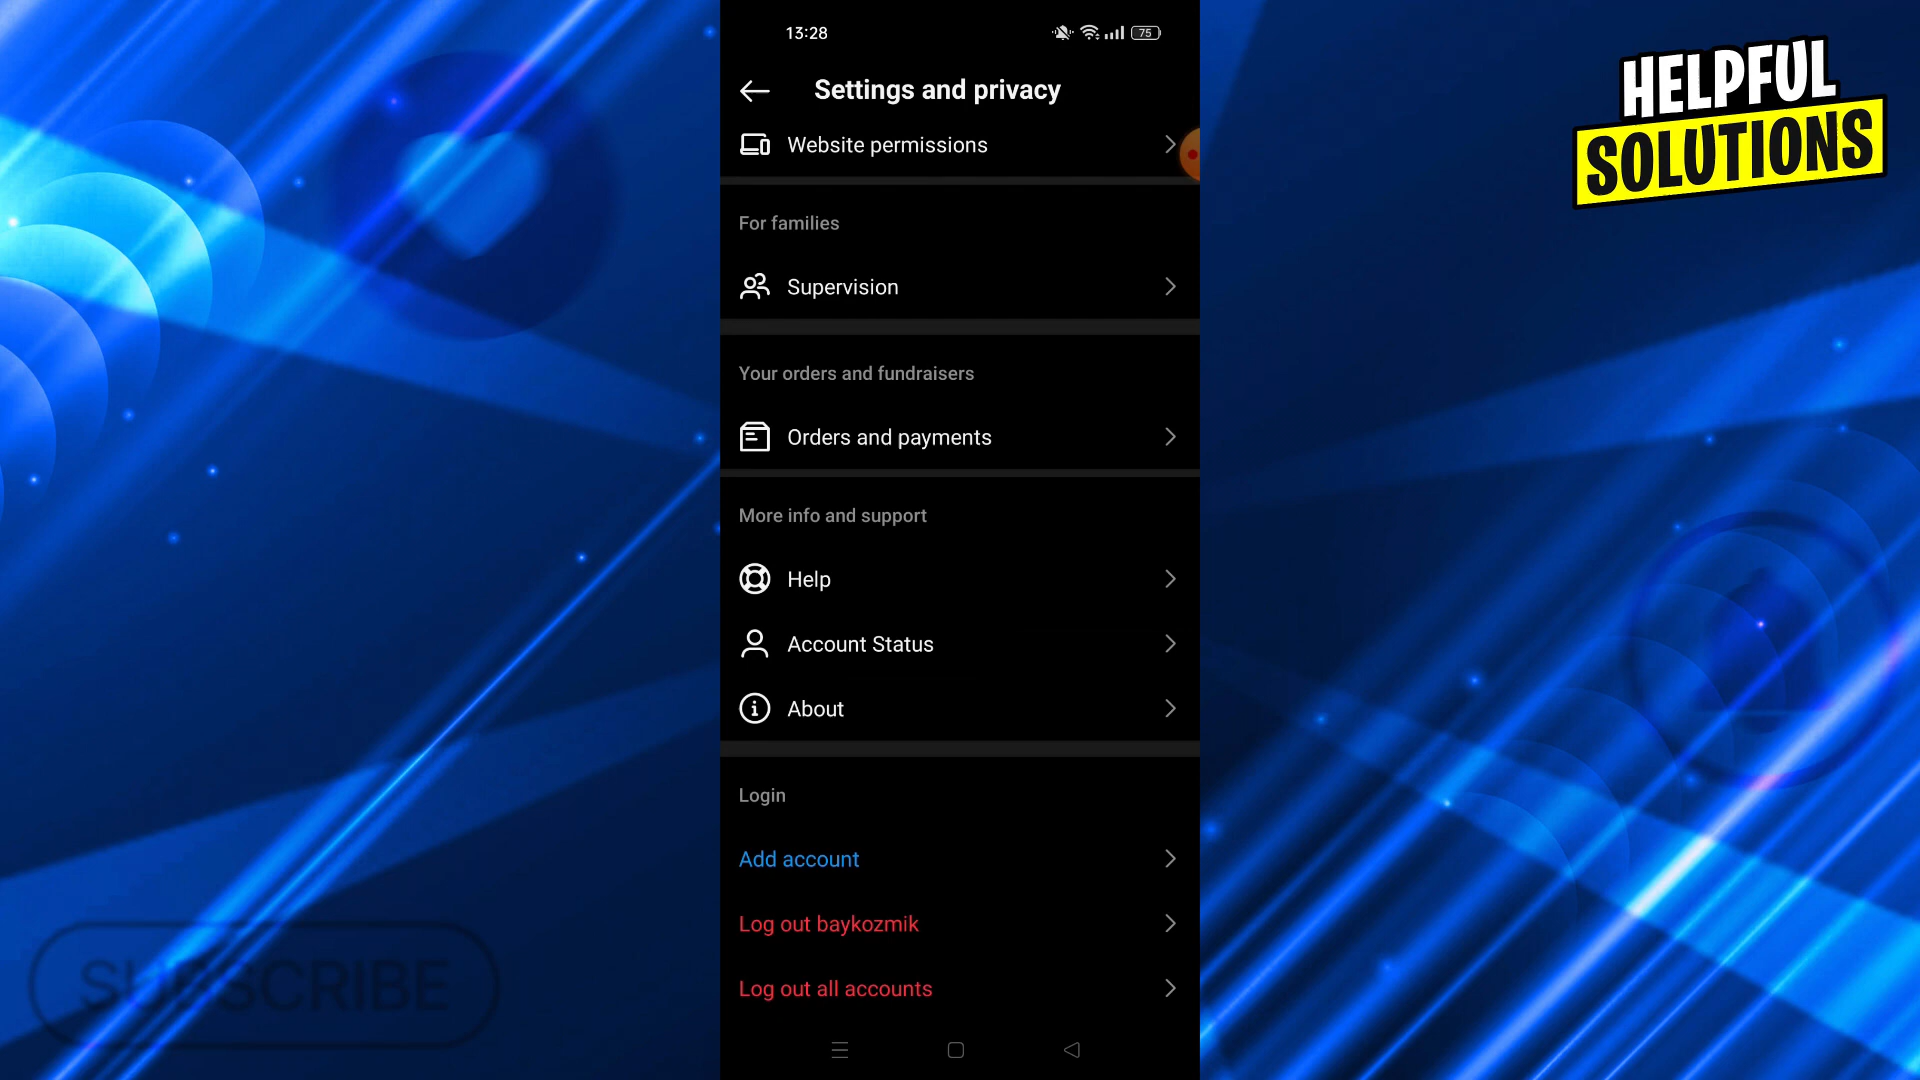 13:28
75
HELPFUL
SOLUTIONS
Settings and privacy
Website permissions
For families
Supervision
Your orders and fundraisers
Orders and payments
More info and support
Help
Account Status
About
Login
Add account
Log out baykozmik
Log out all accounts
SUBSCRIBE